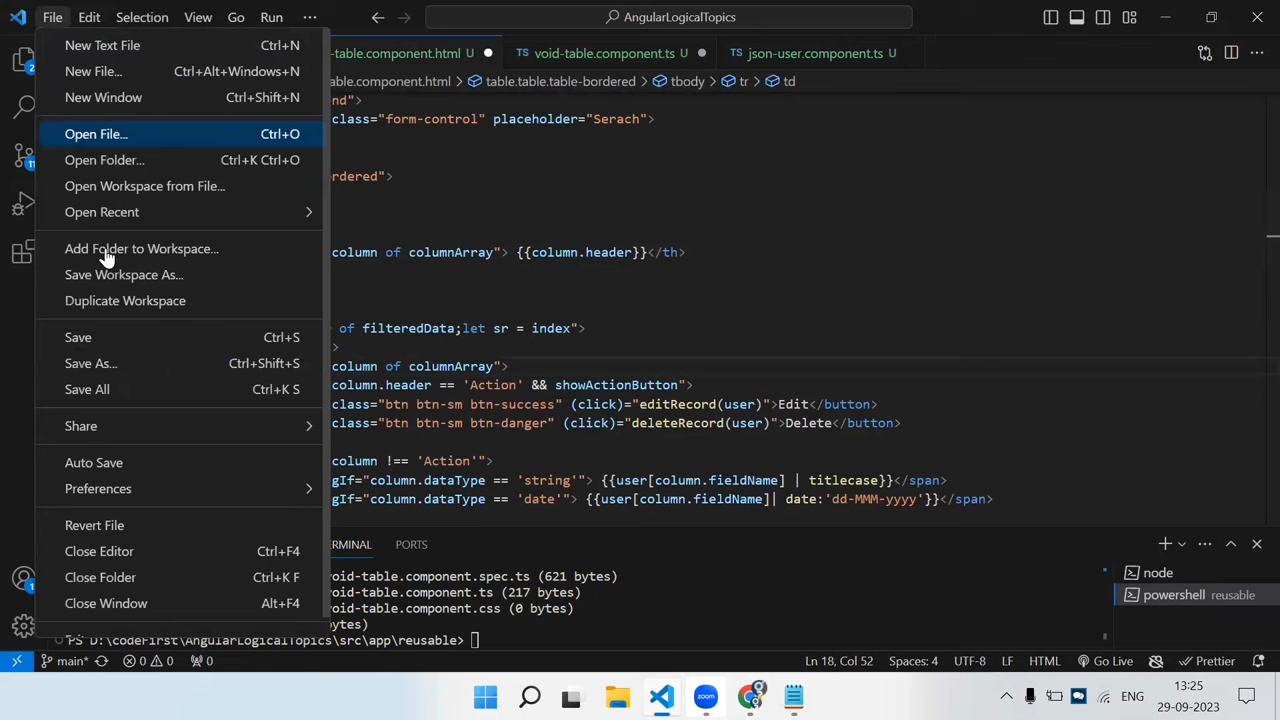 File Edit Selection View Go Run ··· AngularLogicalTopics
New Text File Ctrl+N
New File... Ctrl+Alt+Windows+N
New Window Ctrl+Shift+N
Open File... Ctrl+O
Open Folder... Ctrl+K Ctrl+O
Open Workspace from File...
Open Recent
Add Folder to Workspace...
Save Workspace As...
Duplicate Workspace
Save Ctrl+S
Save As... Ctrl+Shift+S
Save All Ctrl+K S
Share
Auto Save
Preferences
Revert File
Close Editor Ctrl+F4
Close Folder Ctrl+K F
Close Window Alt+F4
-table.component.html U TS void-table.component.ts U TS json-user.component.ts U
table.component.html > table.table.table-bordered > tbody > tr > td
nd">
class="form-control" placeholder="Serach">
rdered">
column of columnArray"> {{column.header}}</th>
of filteredData;let sr = index">
>
column of columnArray">
column.header == 'Action' && showActionButton">
class="btn btn-sm btn-success" (click)="editRecord(user)">Edit</button>
class="btn btn-sm btn-danger" (click)="deleteRecord(user)">Delete</button>
column !== 'Action'">
gIf="column.dataType == 'string'"> {{user[column.fieldName] | titlecase}}</span>
gIf="column.dataType == 'date'"> {{user[column.fieldName]| date:'dd-MMM-yyyy'}}</span>
RMINAL PORTS
void-table.component.spec.ts (621 bytes)
void-table.component.ts (217 bytes)
void-table.component.css (0 bytes)
ytes)
PS D:\codeFirst\AngularLogicalTopics\src\app\reusable>
node
powershell reusable
2
11
1
main* 0 0 0 Ln 18, Col 52 Spaces: 4 UTF-8 LF HTML Go Live Prettier
zoom
ENG
13:25
29-09-2023